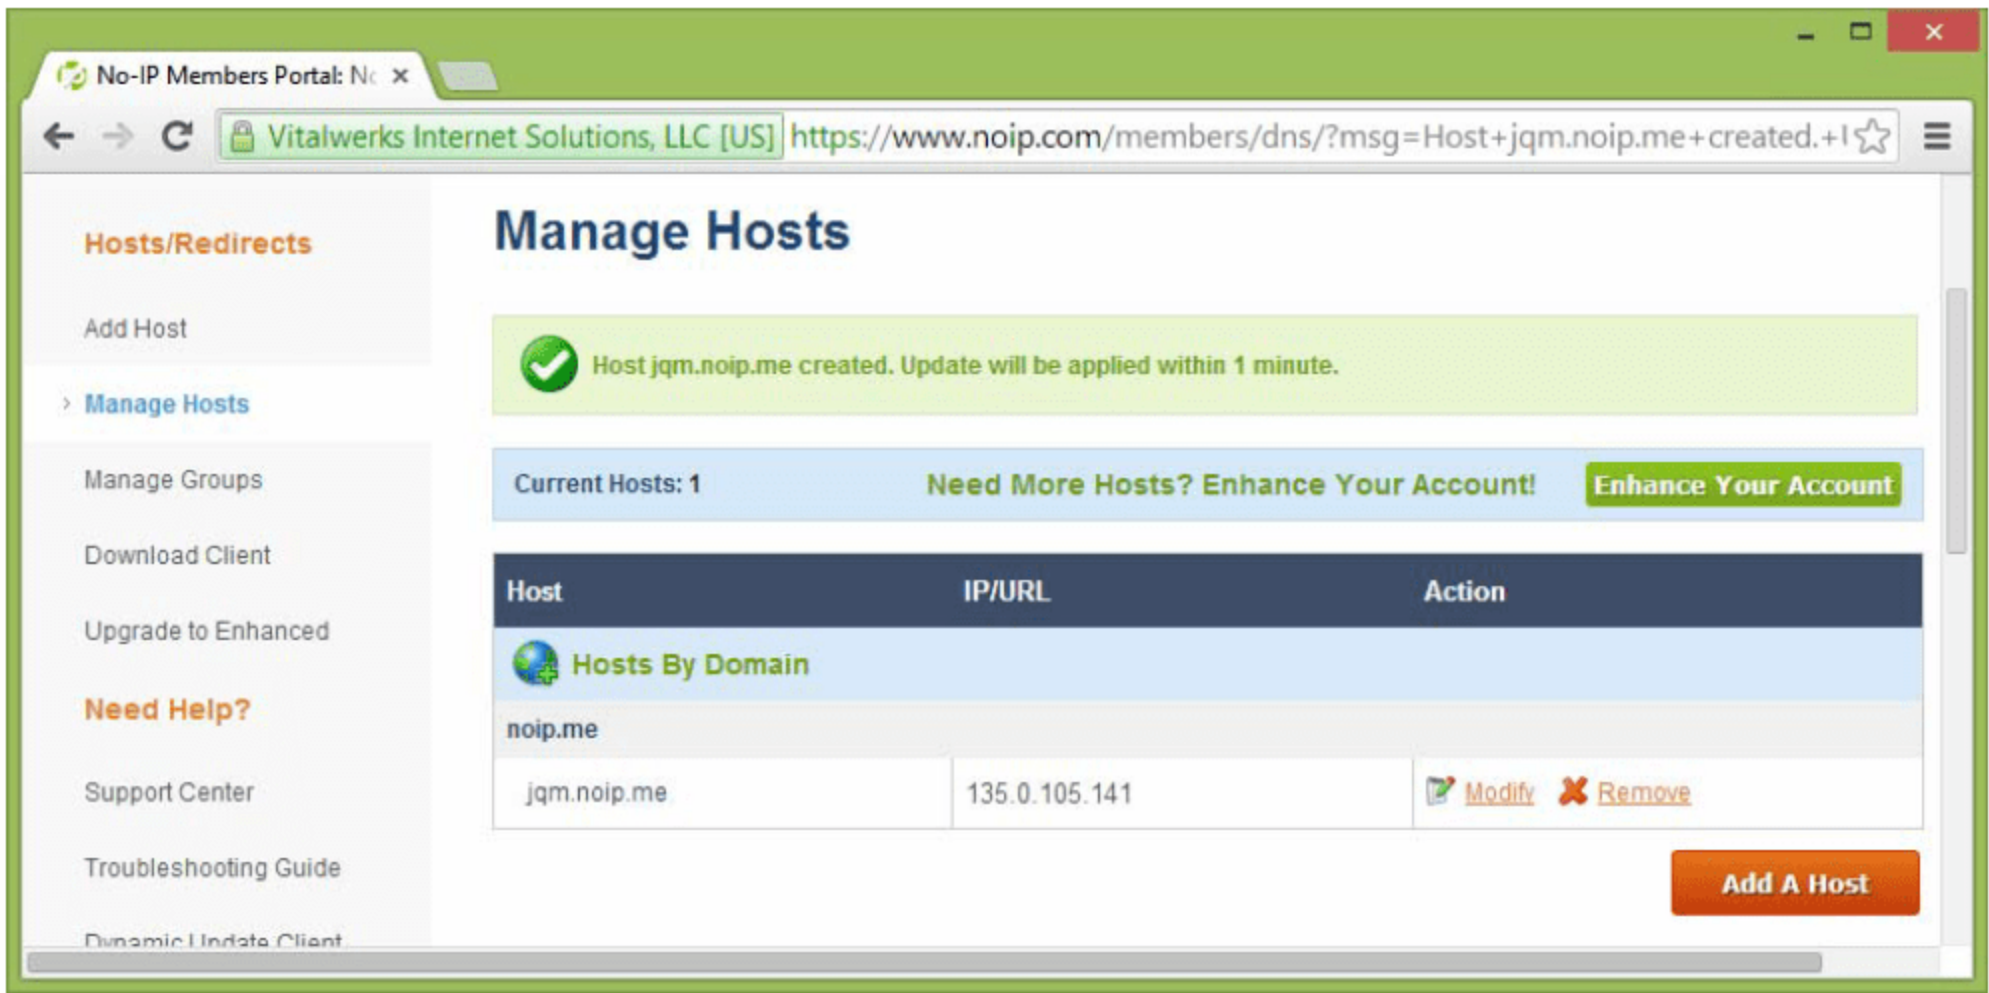 No-IP Members Portal: No
Vitalwerks Internet Solutions, LLC [US] https://www.noip.com/members/dns/?msg=Host+jqm.noip.me+created.+
Hosts/Redirects
Add Host
Manage Hosts
Manage Groups
Download Client
Upgrade to Enhanced
Need Help?
Support Center
Troubleshooting Guide
Dynamic Update Client
Manage Hosts
Host jqm.noip.me created. Update will be applied within 1 minute.
Current Hosts: 1 Need More Hosts? Enhance Your Account! Enhance Your Account
Host IP/URL Action
Hosts By Domain
noip.me
jqm.noip.me 135.0.105.141 Modify Remove
Add A Host